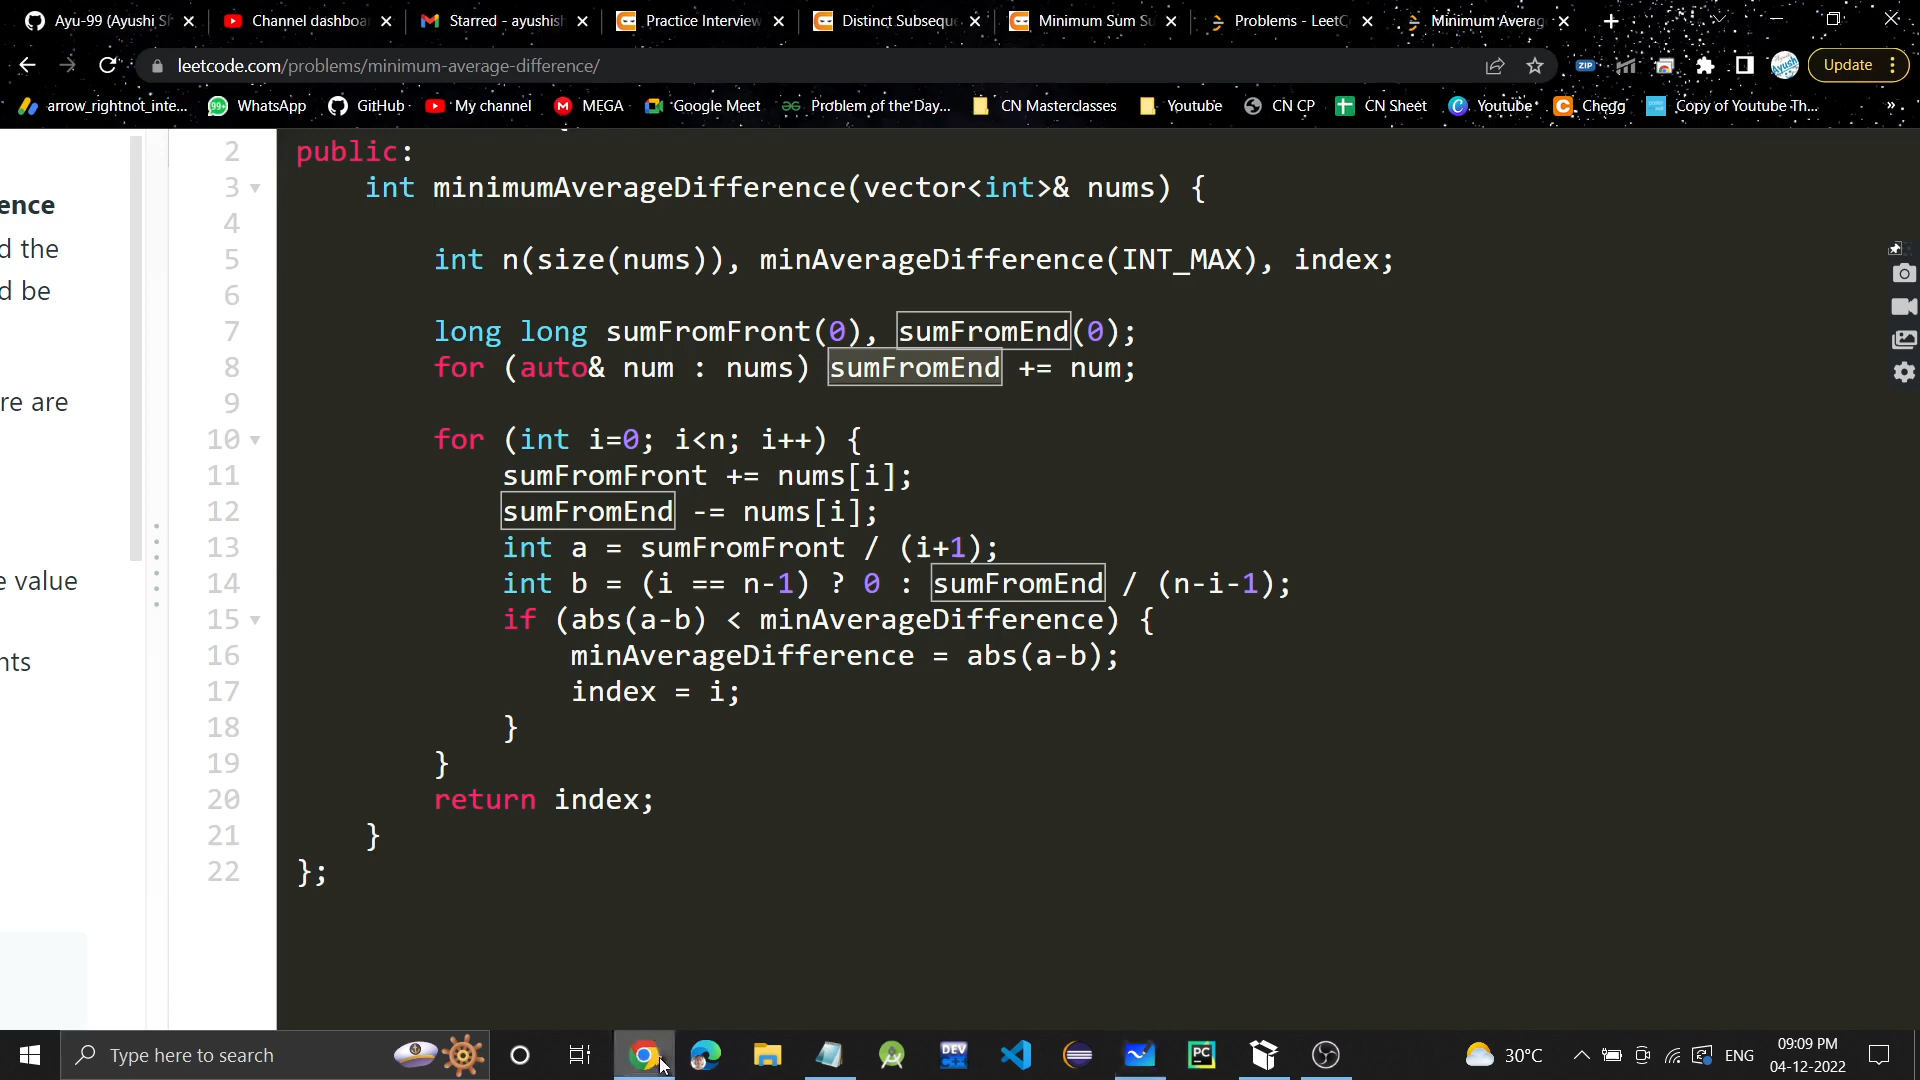 Ayu-99 (Ayushi S
Channel dashboa
Starred - ayushis
Practice Interview
Distinct Subseque
Minimum Sum Su
Problems - LeetC
Minimum Averag
leetcode.com/problems/minimum-average-difference/
ZIP
Update
arrow_rightnot_inte...
99+
WhatsApp
GitHub
My channel
MEGA
Google Meet
Problem of the Day...
CN Masterclasses
Youtube
CN CP
CN Sheet
Youtube
Chegg
Copy of Youtube Th...
»
ence
d the
d be
re are
e value
nts
2 public:
3 int minimumAverageDifference(vector<int>& nums) {
4
5 int n(size(nums)), minAverageDifference(INT_MAX), index;
6
7 long long sumFromFront(0), sumFromEnd(0);
8 for (auto& num : nums) sumFromEnd += num;
9
10 for (int i=0; i<n; i++) {
11 sumFromFront += nums[i];
12 sumFromEnd -= nums[i];
13 int a = sumFromFront / (i+1);
14 int b = (i == n-1) ? 0 : sumFromEnd / (n-i-1);
15 if (abs(a-b) < minAverageDifference) {
16 minAverageDifference = abs(a-b);
17 index = i;
18 }
19 }
20 return index;
21 }
22 };
Type here to search
DEV
PC
30°C
ENG
09:09 PM
04-12-2022